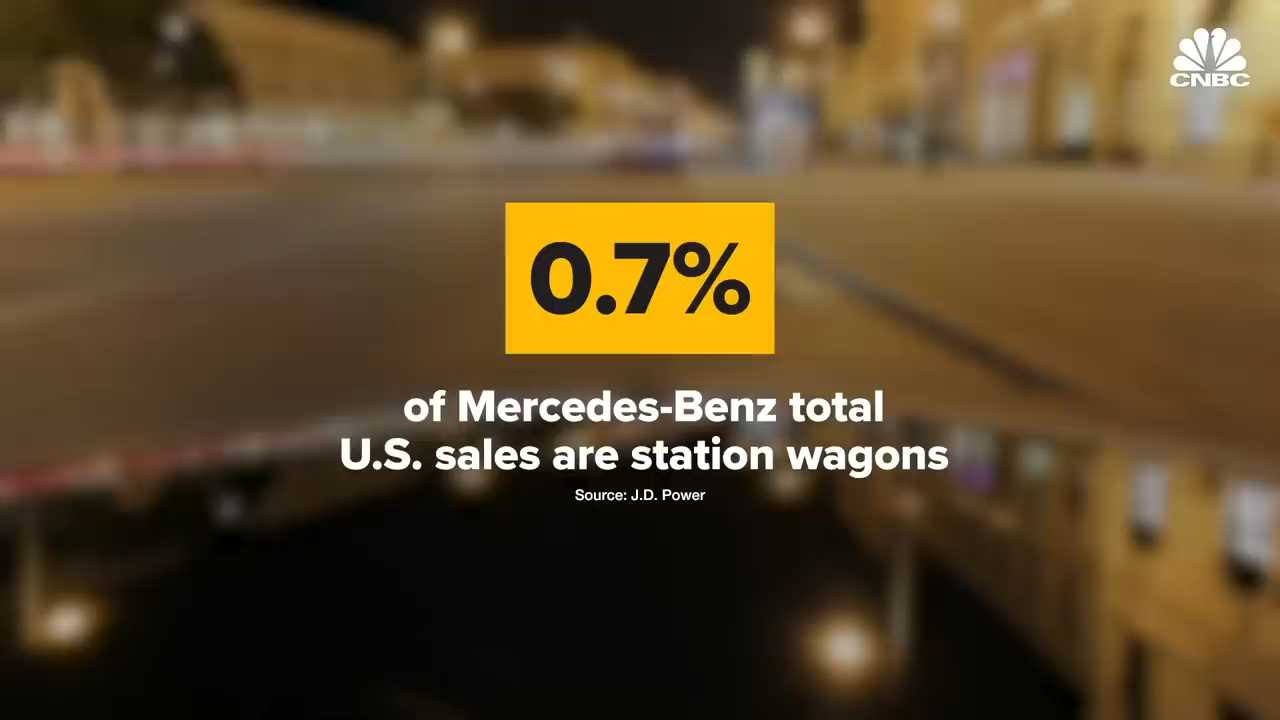 CNBC
0.7%
of Mercedes-Benz total
U.S. sales are station wagons
Source: J.D. Power